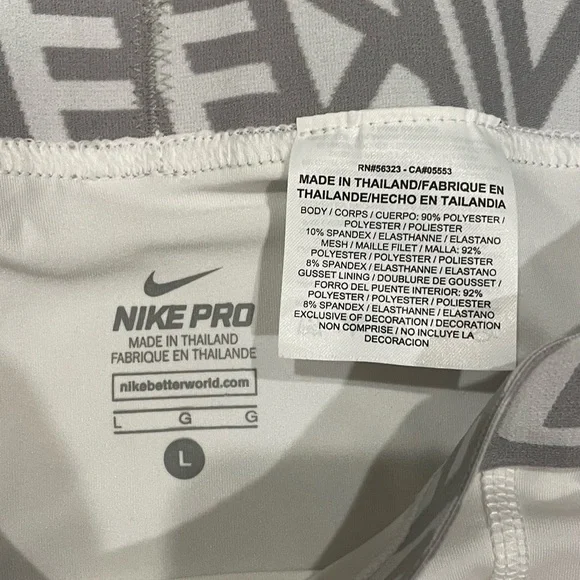 RN#56323 - CA#05553
MADE IN THAILAND/FABRIQUE EN
THAILANDE/HECHO EN TAILANDIA
BODY / CORPS / CUERPO: 90% POLYESTER /
POLYESTER / POLIESTER
10% SPANDEX / ELASTHANNE / ELASTANO
MESH / MAILLE FILET / MALLA: 92%
POLYESTER / POLYESTER / POLIESTER
8% SPANDEX / ELASTHANNE / ELASTANO
GUSSET LINING / DOUBLURE DE GOUSSET /
FORRO DEL PUENTE INTERIOR: 92%
POLYESTER / POLYESTER / POLIESTER
8% SPANDEX / ELASTHANNE / ELASTANO
EXCLUSIVE OF DECORATION / DECORATION
NON COMPRISE / NO INCLUYE LA
DECORACION
NIKE PRO
MADE IN THAILAND
FABRIQUE EN THAILANDE
nikebetterworld.com
L G G
L